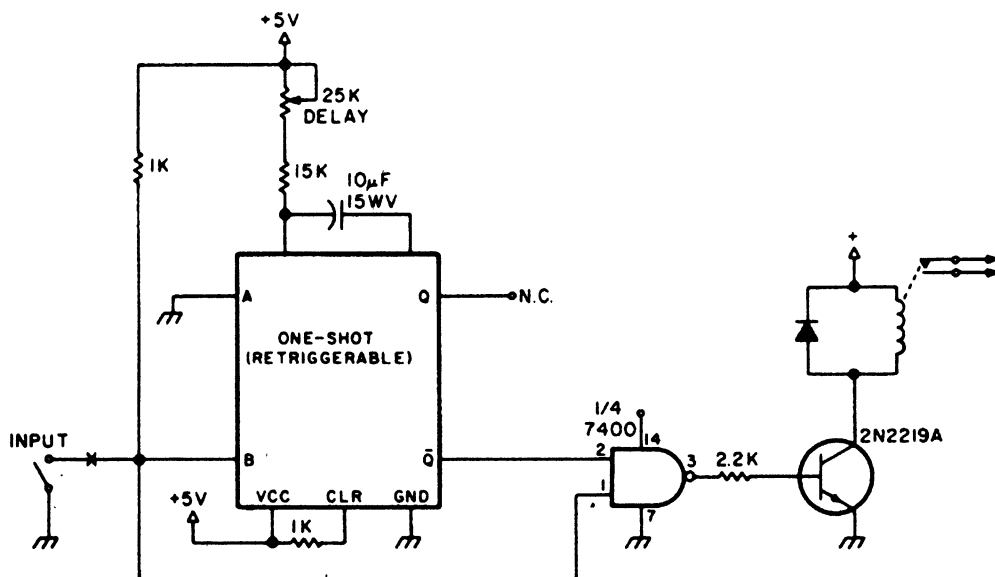 +5V
25K
DELAY
1K
15K
10μF
15WV
+
A
Q
N.C.
ONE-SHOT
(RETRIGGERABLE)
1/4
7400
14
INPUT
B
Q̅
2
3
2.2K
2N2219A
1
+5V
VCC
CLR
GND
7
1K